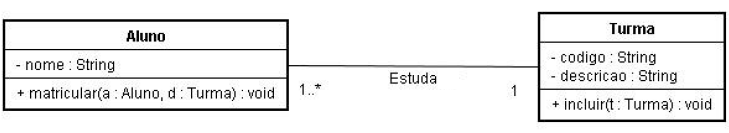 Aluno
- nome : String
+ matricular(a : Aluno, d : Turma) : void
1..*
Estuda
1
Turma
- codigo : String
- descricao : String
+ incluir(t : Turma) : void